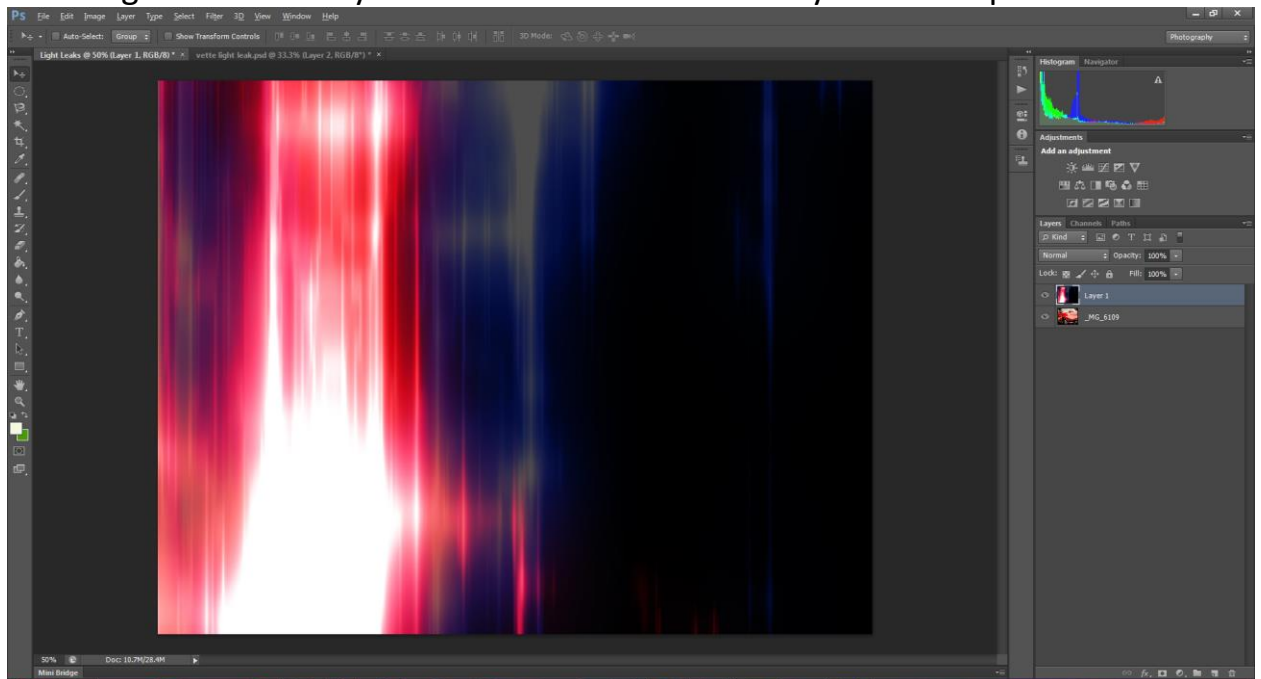 Ps File Edit Image Layer Type Select Filter 3D View Window Help
Auto-Select: Group Show Transform Controls 3D Mode: Photography
Light Leaks @ 50% (Layer 1, RGB/8) * × vette light leak.psd @ 33.3% (Layer 2, RGB/8*) * ×
Histogram Navigator
Adjustments
Add an adjustment
Layers Channels Paths
Kind
Normal Opacity: 100%
Lock: Fill: 100%
Layer 1
_MG_6109
50% Doc: 10.7M/28.4M
Mini Bridge